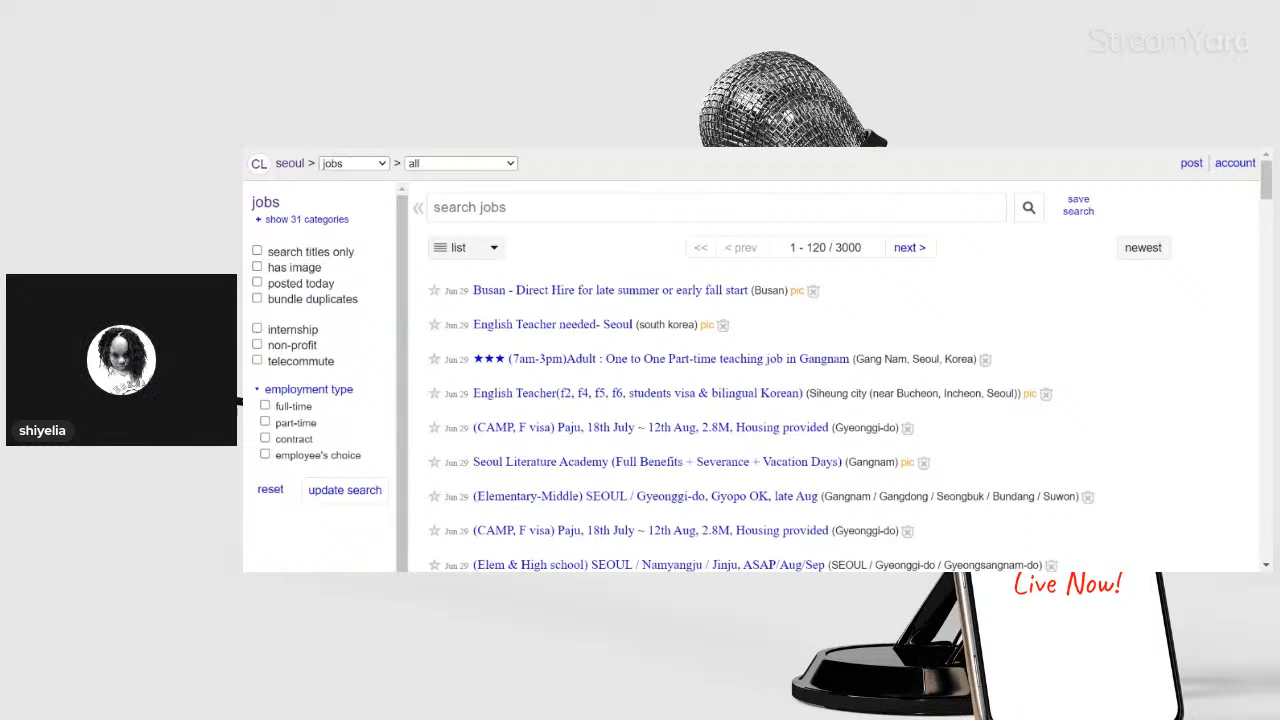 StreamYard
CL seoul > jobs > all post account
jobs
+ show 31 categories
search titles only
has image
posted today
bundle duplicates
internship
non-profit
telecommute
employment type
full-time
part-time
contract
employee's choice
reset update search
« search jobs save search
list << < prev 1 - 120 / 3000 next > newest
☆ Jun 29 Busan - Direct Hire for late summer or early fall start (Busan) pic
☆ Jun 29 English Teacher needed- Seoul (south korea) pic
☆ Jun 29 ★★★ (7am-3pm)Adult : One to One Part-time teaching job in Gangnam (Gang Nam, Seoul, Korea)
☆ Jun 29 English Teacher(f2, f4, f5, f6, students visa & bilingual Korean) (Siheung city (near Bucheon, Incheon, Seoul)) pic
☆ Jun 29 (CAMP, F visa) Paju, 18th July ~ 12th Aug, 2.8M, Housing provided (Gyeonggi-do)
☆ Jun 29 Seoul Literature Academy (Full Benefits + Severance + Vacation Days) (Gangnam) pic
☆ Jun 29 (Elementary-Middle) SEOUL / Gyeonggi-do, Gyopo OK, late Aug (Gangnam / Gangdong / Seongbuk / Bundang / Suwon)
☆ Jun 29 (CAMP, F visa) Paju, 18th July ~ 12th Aug, 2.8M, Housing provided (Gyeonggi-do)
☆ Jun 29 (Elem & High school) SEOUL / Namyangju / Jinju, ASAP/Aug/Sep (SEOUL / Gyeonggi-do / Gyeongsangnam-do)
shiyelia
Live Now!